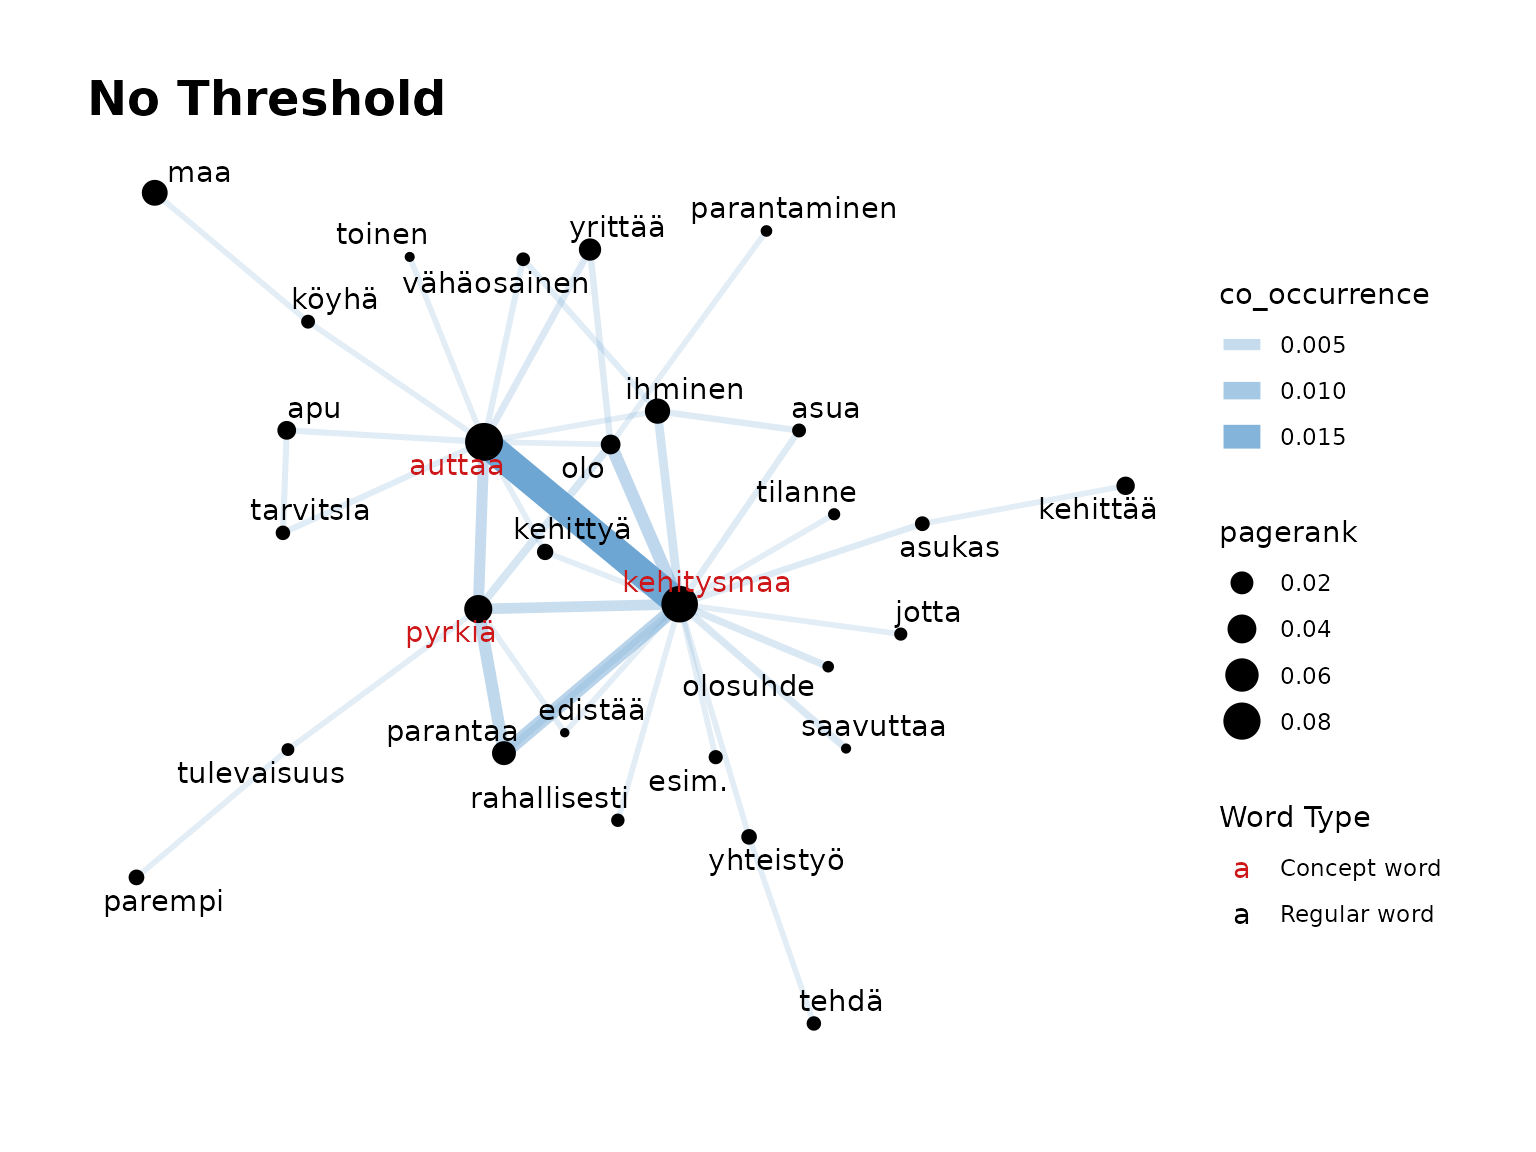 No Threshold
maa
parantaminen
toinen
yrittää
vähäosainen
köyhä
ihminen
apu
asua
auttaa
olo
tilanne
tarvitsla
kehittää
kehittyä
asukas
kehitysmaa
jotta
pyrkiä
olosuhde
edistää
saavuttaa
parantaa
tulevaisuus
esim.
rahallisesti
yhteistyö
parempi
tehdä
co_occurrence
0.005
0.010
0.015
pagerank
0.02
0.04
0.06
0.08
Word Type
a Concept word
a Regular word